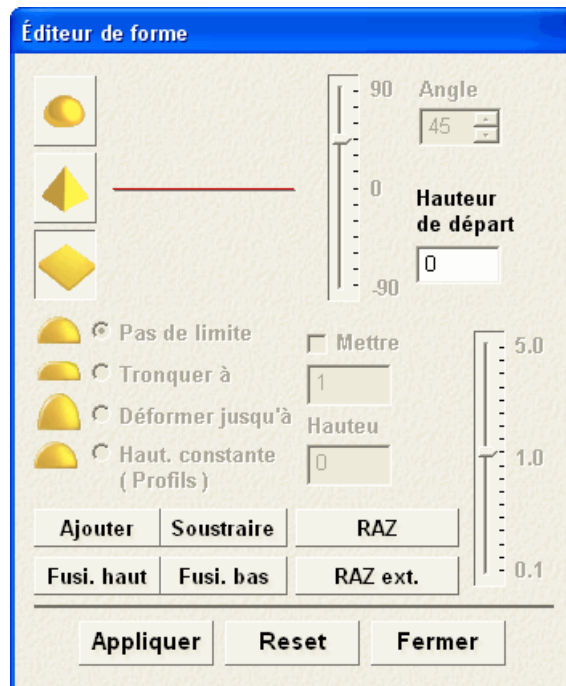 Éditeur de forme
90
Angle
45
0
Hauteur
de départ
0
-90
Pas de limite
Mettre
5.0
Tronquer à
1
Déformer jusqu'à
Hauteu
Haut. constante
( Profils )
0
1.0
Ajouter
Soustraire
RAZ
Fusi. haut
Fusi. bas
RAZ ext.
0.1
Appliquer
Reset
Fermer